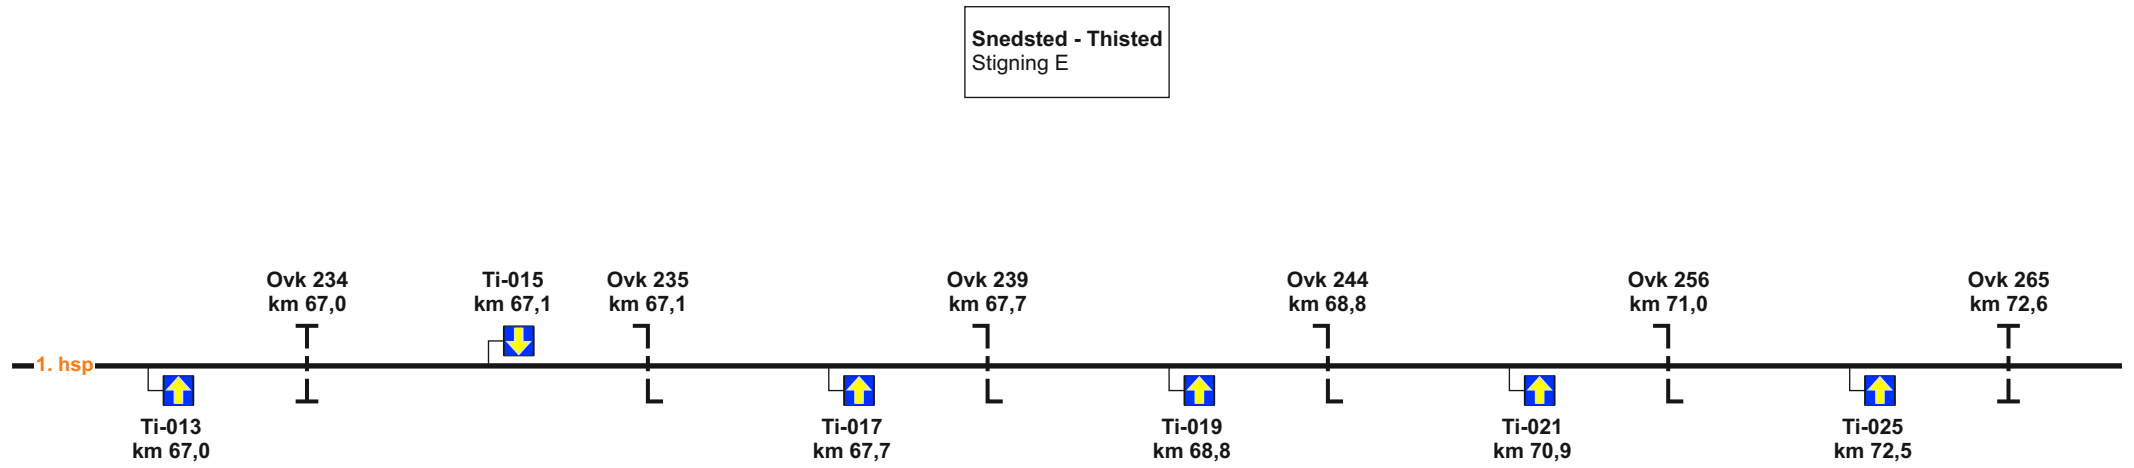 Snedsted - Thisted
Stigning E
Ovk 234
km 67,0
Ti-015
km 67,1
Ovk 235
km 67,1
Ovk 239
km 67,7
Ovk 244
km 68,8
Ovk 256
km 71,0
Ovk 265
km 72,6
1. hsp
Ti-013
km 67,0
Ti-017
km 67,7
Ti-019
km 68,8
Ti-021
km 70,9
Ti-025
km 72,5